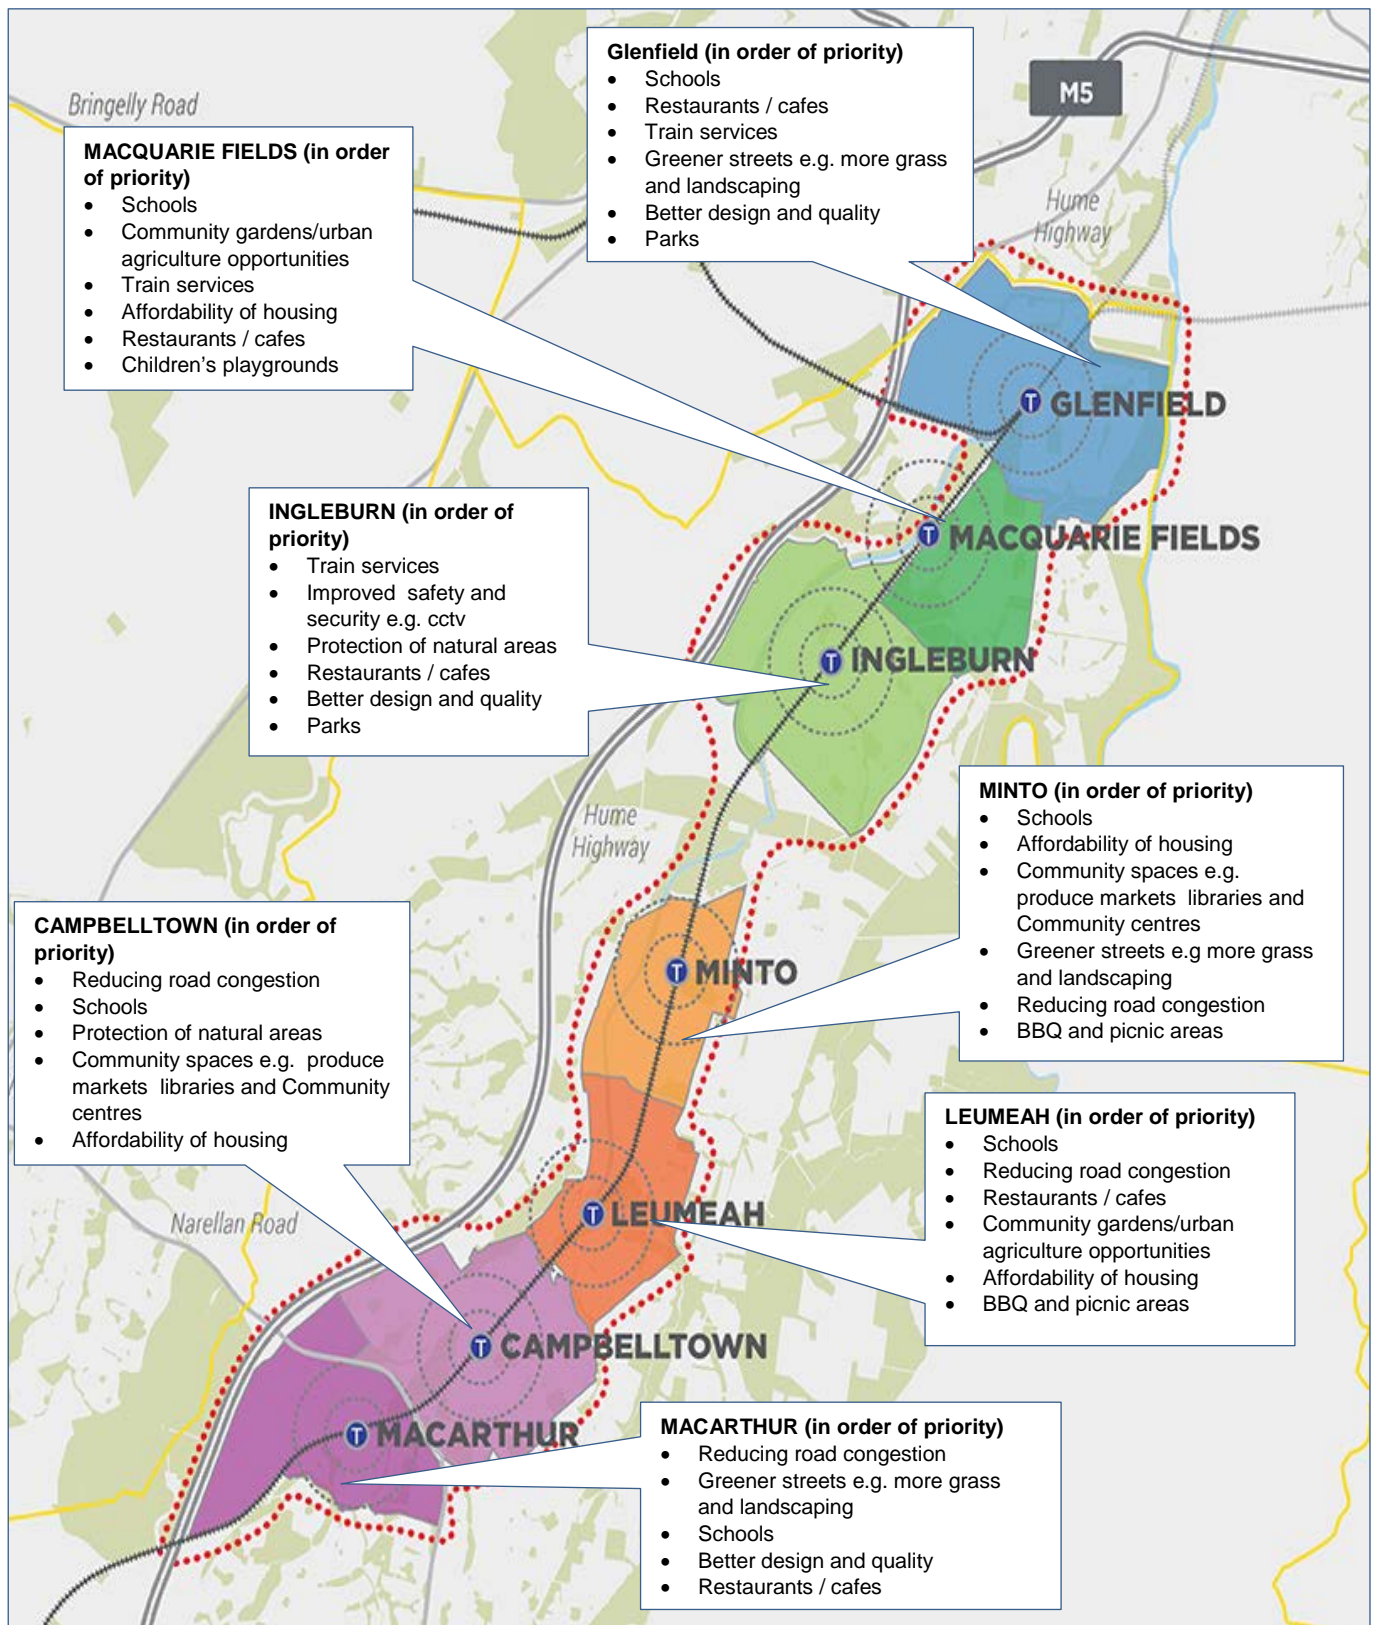 Glenfield (in order of priority)
• Schools
• Restaurants / cafes
• Train services
• Greener streets e.g. more grass
and landscaping
• Better design and quality
• Parks
M5
Bringelly Road
MACQUARIE FIELDS (in order
of priority)
• Schools
• Community gardens/urban
agriculture opportunities
• Train services
• Affordability of housing
• Restaurants / cafes
• Children's playgrounds
Hume
Highway
T GLENFIELD
INGLEBURN (in order of
priority)
• Train services
• Improved safety and
security e.g. cctv
• Protection of natural areas
• Restaurants / cafes
• Better design and quality
• Parks
T MACQUARIE FIELDS
T INGLEBURN
Hume
Highway
MINTO (in order of priority)
• Schools
• Affordability of housing
• Community spaces e.g.
produce markets libraries and
Community centres
• Greener streets e.g more grass
and landscaping
• Reducing road congestion
• BBQ and picnic areas
CAMPBELLTOWN (in order of
priority)
• Reducing road congestion
• Schools
• Protection of natural areas
• Community spaces e.g. produce
markets libraries and Community
centres
• Affordability of housing
T MINTO
LEUMEAH (in order of priority)
• Schools
• Reducing road congestion
• Restaurants / cafes
• Community gardens/urban
agriculture opportunities
• Affordability of housing
• BBQ and picnic areas
Narellan Road
T LEUMEAH
T CAMPBELLTOWN
T MACARTHUR
MACARTHUR (in order of priority)
• Reducing road congestion
• Greener streets e.g. more grass
and landscaping
• Schools
• Better design and quality
• Restaurants / cafes